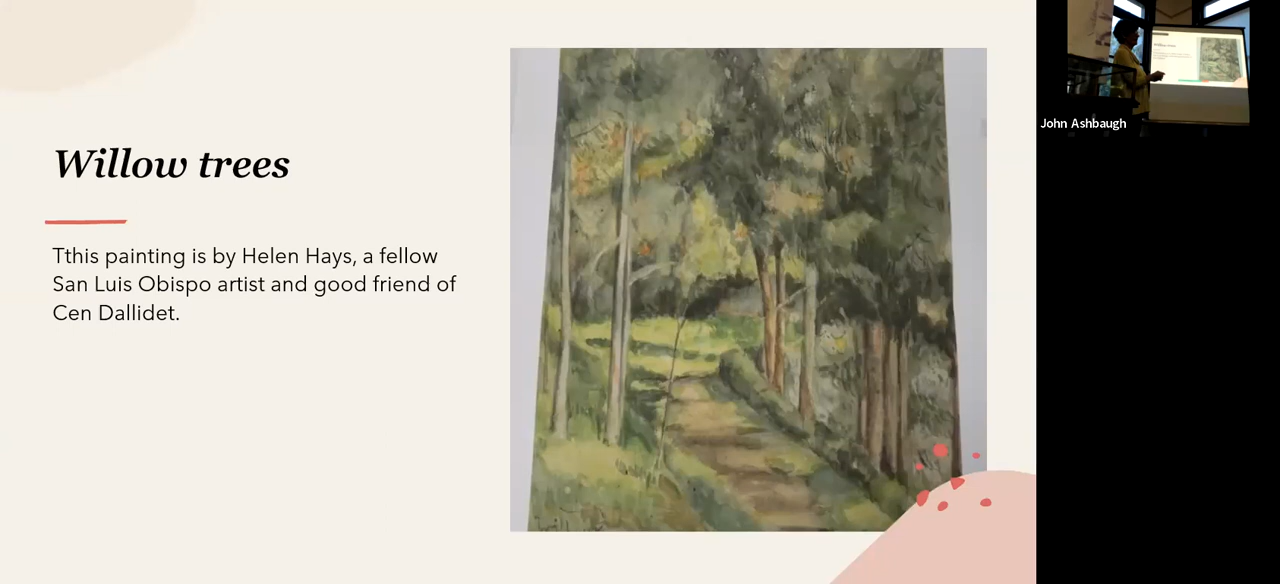 Willow trees
Tthis painting is by Helen Hays, a fellow
San Luis Obispo artist and good friend of
Cen Dallidet.
John Ashbaugh